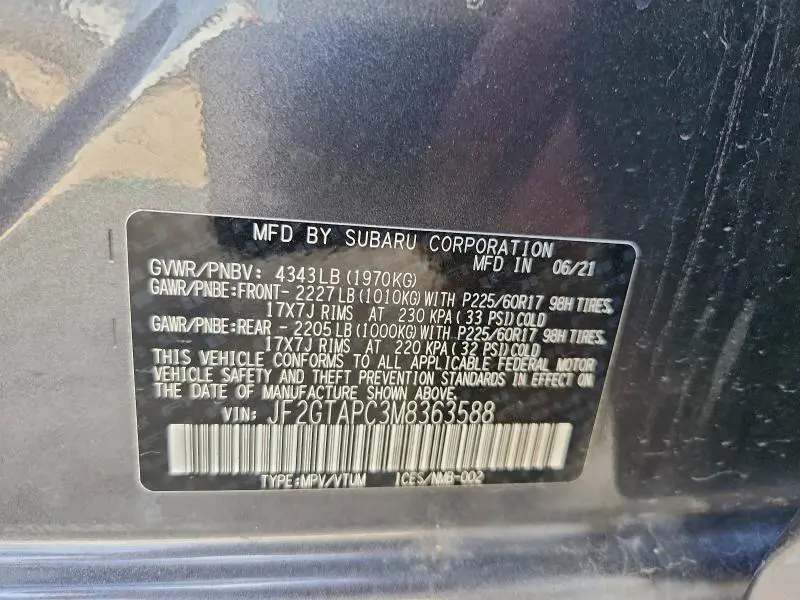 MFD BY SUBARU CORPORATION
MFD IN 06/21
GVWR/PNBV: 4343LB(1970KG)
GAWR/PNBE:FRONT-2227LB(1010KG)WITH P225/60R17 98H TIRES,
17X7J RIMS AT 230 KPA(33 PSI)COLD
GAWR/PNBE:REAR -2205LB(1000KG)WITH P225/60R17 98H TIRES,
17X7J RIMS AT 220 KPA(32 PSI)COLD
THIS VEHICLE CONFORMS TO ALL APPLICABLE FEDERAL MOTOR
VEHICLE SAFETY AND THEFT PREVENTION STANDARDS IN EFFECT ON
THE DATE OF MANUFACTURE SHOWN ABOVE.
VIN: JF2GTAPC3M8363588
TYPE:MPV/VTUM ICES/NMB-002